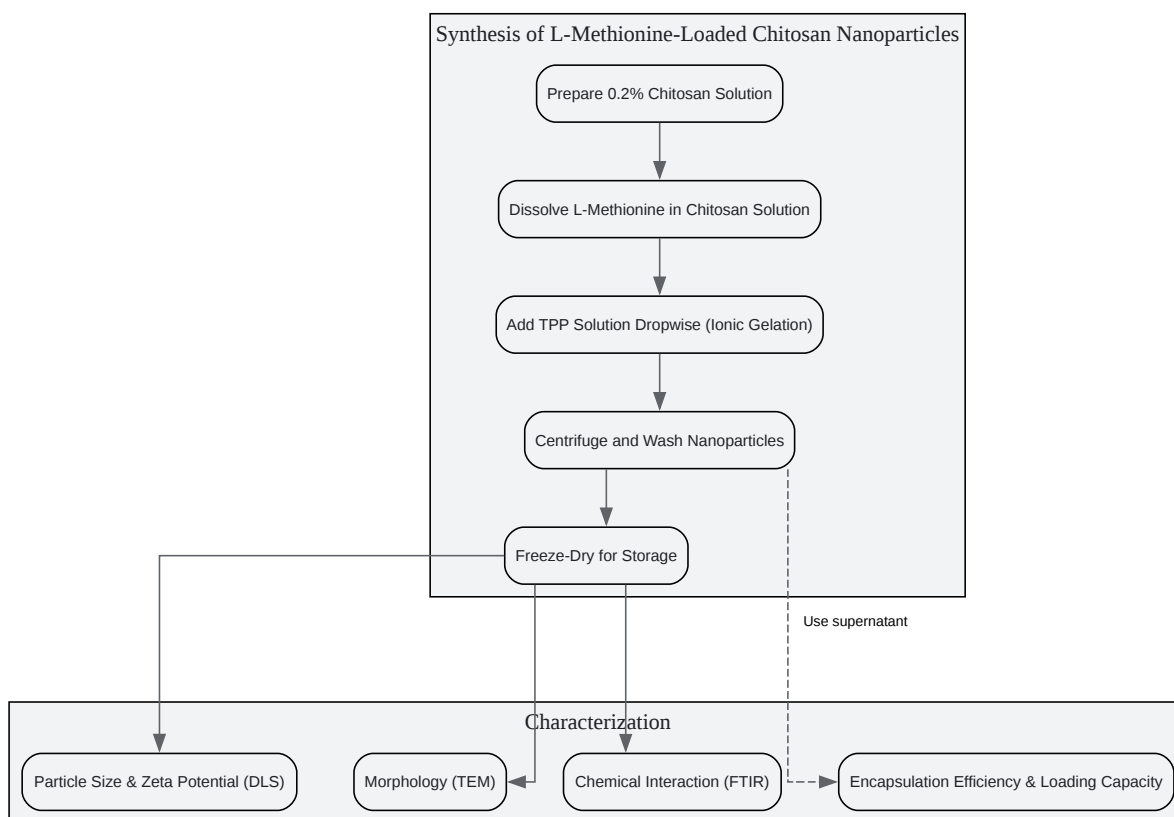 Synthesis of L-Methionine-Loaded Chitosan Nanoparticles
Prepare 0.2% Chitosan Solution
Dissolve L-Methionine in Chitosan Solution
Add TPP Solution Dropwise (Ionic Gelation)
Centrifuge and Wash Nanoparticles
Freeze-Dry for Storage
Use supernatant
Characterization
Particle Size & Zeta Potential (DLS)
Morphology (TEM)
Chemical Interaction (FTIR)
Encapsulation Efficiency & Loading Capacity